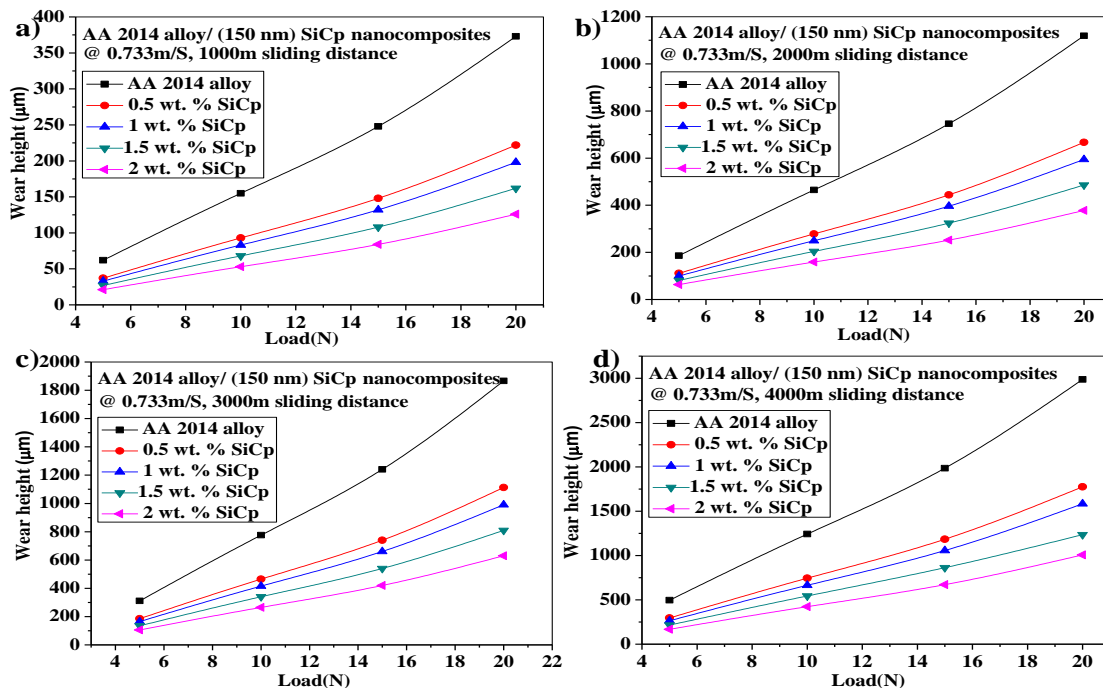 a)
AA 2014 alloy/ (150 nm) SiCp nanocomposites
@ 0.733m/S, 1000m sliding distance
AA 2014 alloy
0.5 wt. % SiCp
1 wt. % SiCp
1.5 wt. % SiCp
2 wt. % SiCp
Wear height (μm)
400
350
300
250
200
150
100
50
0
4 6 8 10 12 14 16 18 20
Load(N)
b)
AA 2014 alloy/ (150 nm) SiCp nanocomposites
@ 0.733m/S, 2000m sliding distance
AA 2014 alloy
0.5 wt. % SiCp
1 wt. % SiCp
1.5 wt. % SiCp
2 wt. % SiCp
Wear height (μm)
1200
1000
800
600
400
200
0
4 6 8 10 12 14 16 18 20
Load(N)
c)
AA 2014 alloy/ (150 nm) SiCp nanocomposites
@ 0.733m/S, 3000m sliding distance
AA 2014 alloy
0.5 wt. % SiCp
1 wt. % SiCp
1.5 wt. % SiCp
2 wt. % SiCp
Wear height (μm)
2000
1800
1600
1400
1200
1000
800
600
400
200
0
4 6 8 10 12 14 16 18 20 22
Load(N)
d)
AA 2014 alloy/ (150 nm) SiCp nanocomposites
@ 0.733m/S, 4000m sliding distance
AA 2014 alloy
0.5 wt. % SiCp
1 wt. % SiCp
1.5 wt. % SiCp
2 wt. % SiCp
Wear height (μm)
3000
2500
2000
1500
1000
500
0
4 6 8 10 12 14 16 18 20
Load(N)